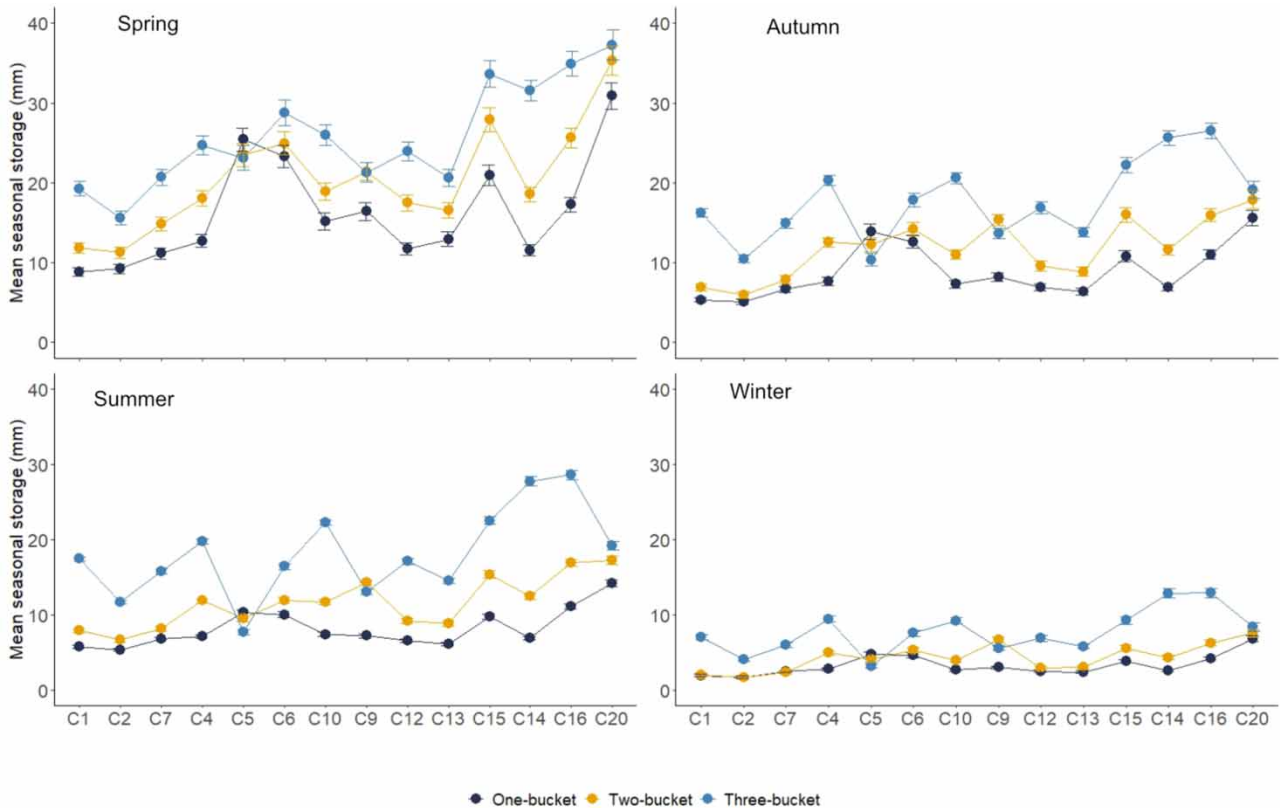 Spring
Mean seasonal storage (mm)
40
30
20
10
0
Autumn
40
30
20
10
0
Summer
Mean seasonal storage (mm)
40
30
20
10
0
C1 C2 C7 C4 C5 C6 C10 C9 C12 C13 C15 C14 C16 C20
Winter
40
30
20
10
0
C1 C2 C7 C4 C5 C6 C10 C9 C12 C13 C15 C14 C16 C20
One-bucket Two-bucket Three-bucket